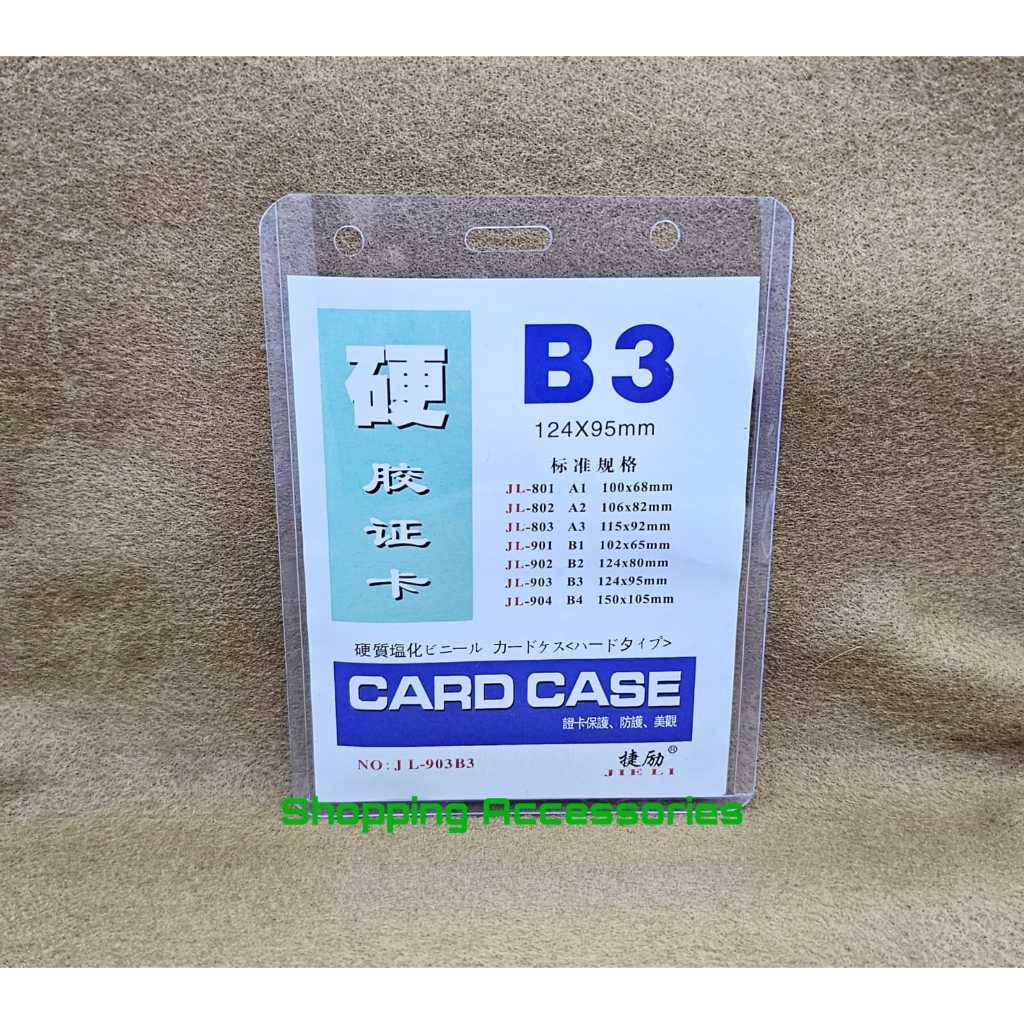 硬
胶
证
卡
B3
124X95mm
标准规格
JL-801 A1 100x68mm
JL-802 A2 106x82mm
JL-803 A3 115x92mm
JL-901 B1 102x65mm
JL-902 B2 124x80mm
JL-903 B3 124x95mm
JL-904 B4 150x105mm
硬質塩化ビニール カードケス<ハードタイプ>
CARD CASE
證卡保護、防護、美觀
NO: JL-903B3
捷励®
JIELI
Shopping Accessories